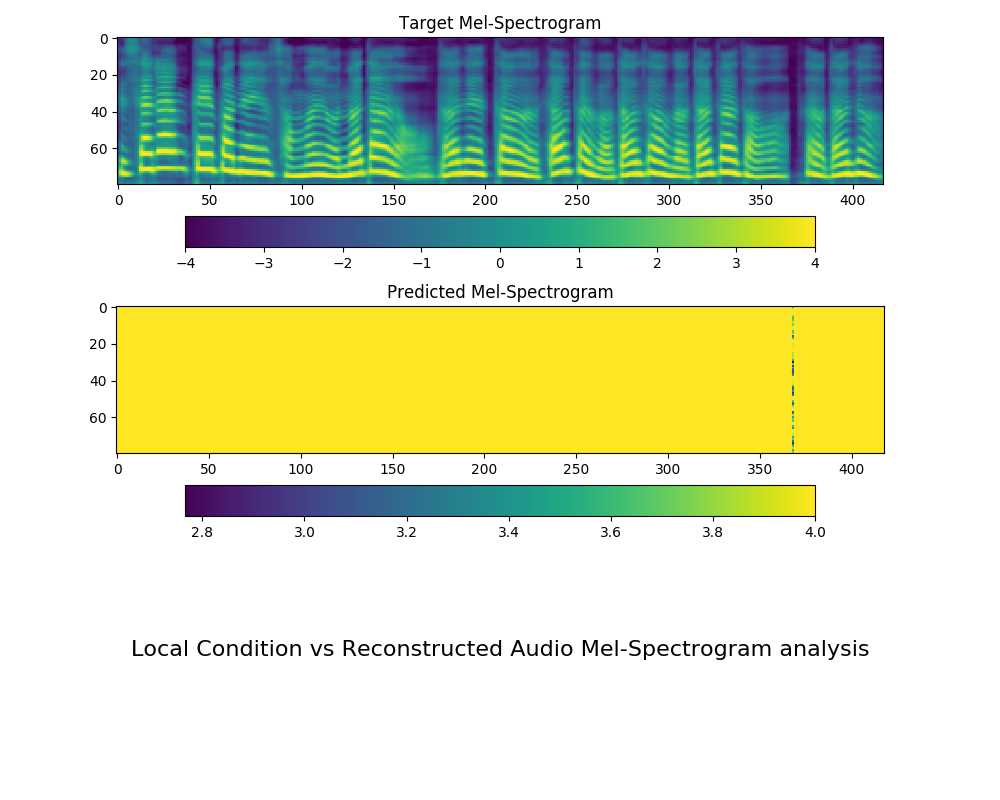 Target Mel-Spectrogram
0
20
40
60
0 50 100 150 200 250 300 350 400
−4 −3 −2 −1 0 1 2 3 4
Predicted Mel-Spectrogram
0
20
40
60
0 50 100 150 200 250 300 350 400
2.8 3.0 3.2 3.4 3.6 3.8 4.0
Local Condition vs Reconstructed Audio Mel-Spectrogram analysis